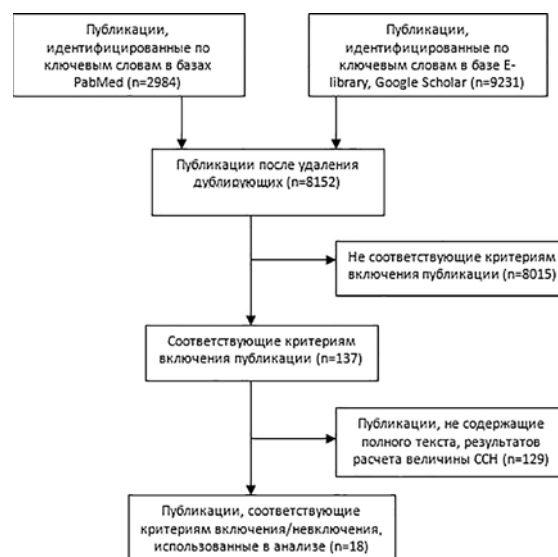 Публикации,
идентифицированные по
ключевым словам в базах
PabMed (n=2984)
Публикации,
идентифицированные по
ключевым словам в базе E-
library, Google Scholar (n=9231)
Публикации после удаления
дублирующих (n=8152)
Не соответствующие критериям
включения публикации (n=8015)
Соответствующие критериям
включения публикации (n=137)
Публикации, не содержащие
полного текста, результатов
расчета величины ССН (n=129)
Публикации, соответствующие
критериям включения/невключения,
использованные в анализе (n=18)